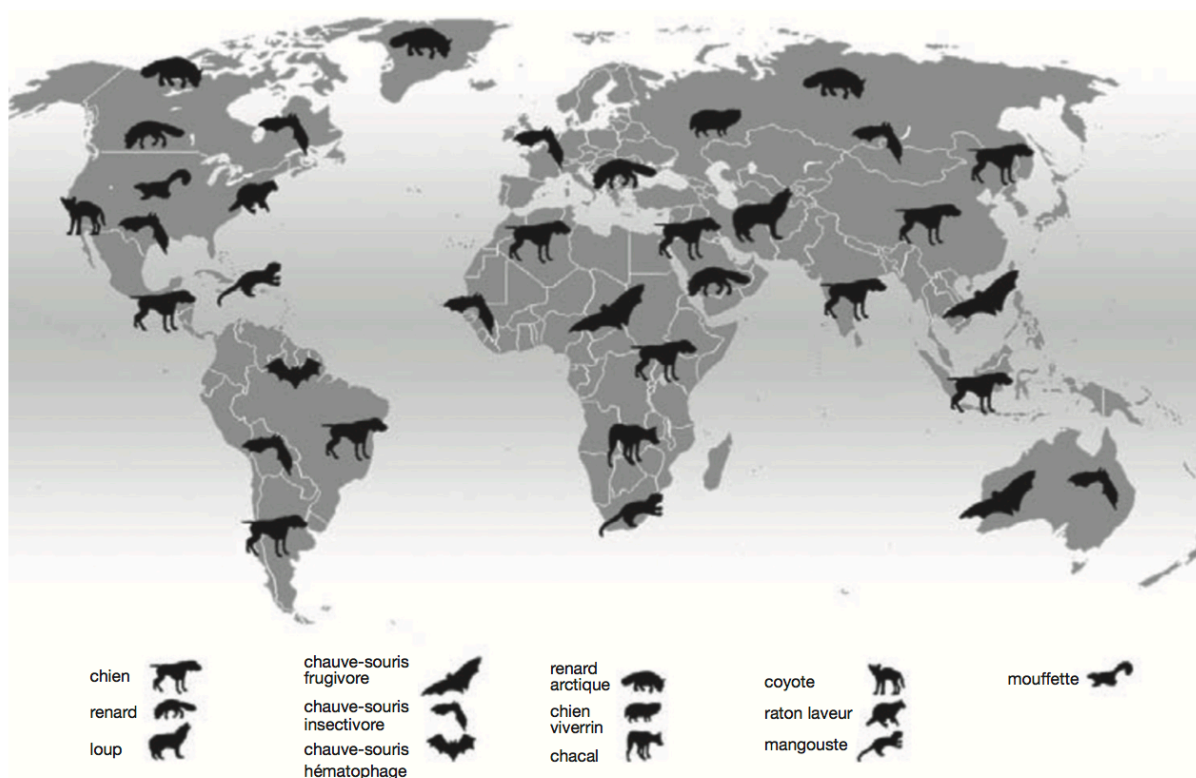 chien
renard
loup
chauve-souris
frugivore
chauve-souris
insectivore
chauve-souris
hématophage
renard
arctique
chien
viverrin
chacal
coyote
raton laveur
mangouste
mouffette